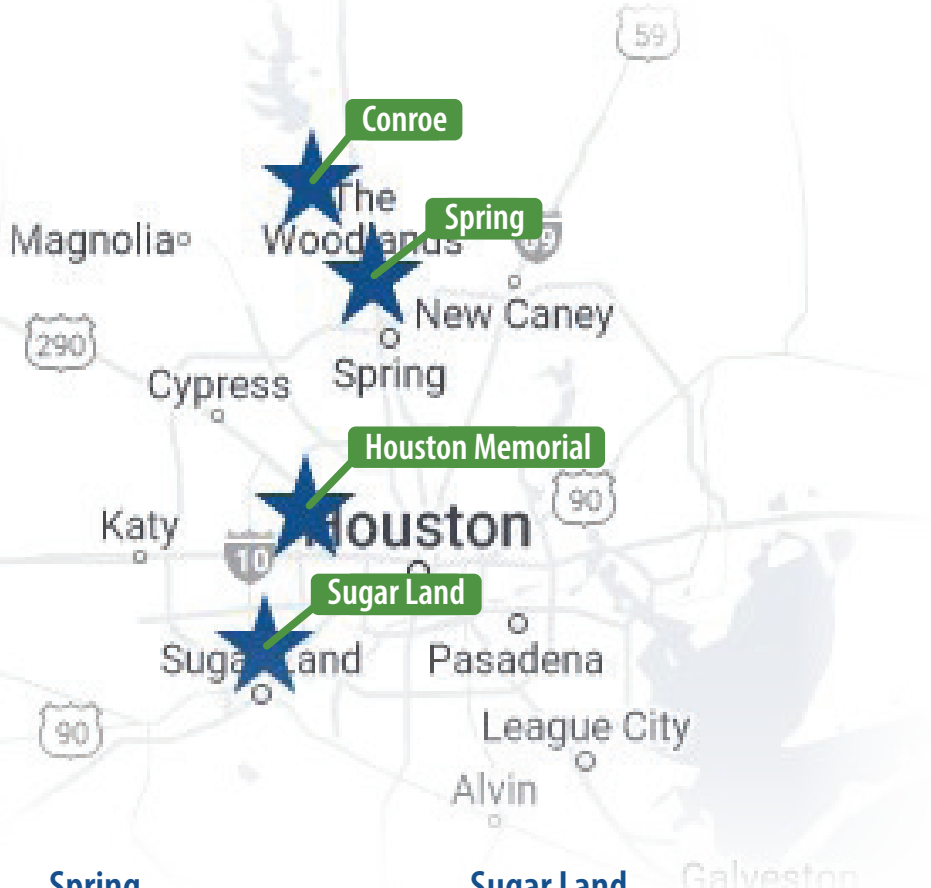 59
Conroe
The
Spring
Magnolia
Woodlands
69
New Caney
290
Spring
Cypress
Houston Memorial
90
Katy
Houston
10
Sugar Land
Sugar Land
Pasadena
90
League City
Alvin
Galveston
Spring
Sugar Land